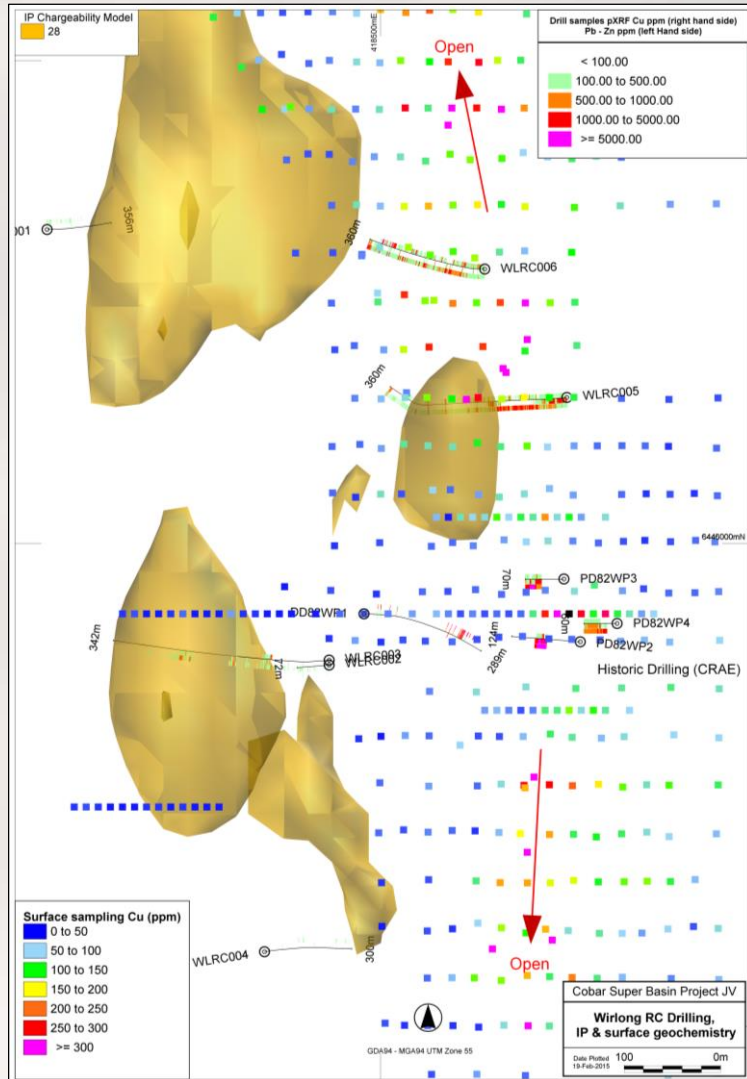 IP Chargeability Model
28
418500mE
Open
Drill samples pXRF Cu ppm (right hand side)
Pb - Zn ppm (left Hand side)
< 100.00
100.00 to 500.00
500.00 to 1000.00
1000.00 to 5000.00
>= 5000.00
001
356m
360m
WLRC006
360m
WLRC005
6446000mN
70m
PD82WP3
DD82WP1
124m
PD82WP4
342m
289m
PD82WP2
WLRC003
WLRC002
72m
Historic Drilling (CRAE)
Surface sampling Cu (ppm)
0 to 50
50 to 100
100 to 150
150 to 200
200 to 250
250 to 300
>= 300
WLRC004
300m
Open
GDA94 - MGA94 UTM Zone 55
Cobar Super Basin Project JV
Wirlong RC Drilling,
IP & surface geochemistry
Date Plotted
19-Feb-2015
100 0m